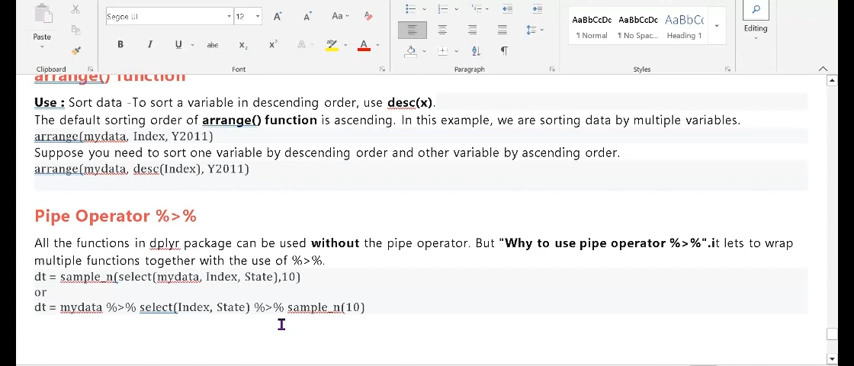 Segoe UI
12
A
A
Aa
A
AaBbCcDc
AaBbCcDc
AaBbCc
Paste
B
I
U
abc
x₂
x²
A
A
¶ Normal
¶ No Spac...
Heading 1
Editing
Clipboard
Font
Paragraph
Styles
arrange() function
Use : Sort data -To sort a variable in descending order, use desc(x).
The default sorting order of arrange() function is ascending. In this example, we are sorting data by multiple variables.
arrange(mydata, Index, Y2011)
Suppose you need to sort one variable by descending order and other variable by ascending order.
arrange(mydata, desc(Index), Y2011)
Pipe Operator %>%
All the functions in dplyr package can be used without the pipe operator. But "Why to use pipe operator %>%".it lets to wrap
multiple functions together with the use of %>%.
dt = sample_n(select(mydata, Index, State),10)
or
dt = mydata %>% select(Index, State) %>% sample_n(10)